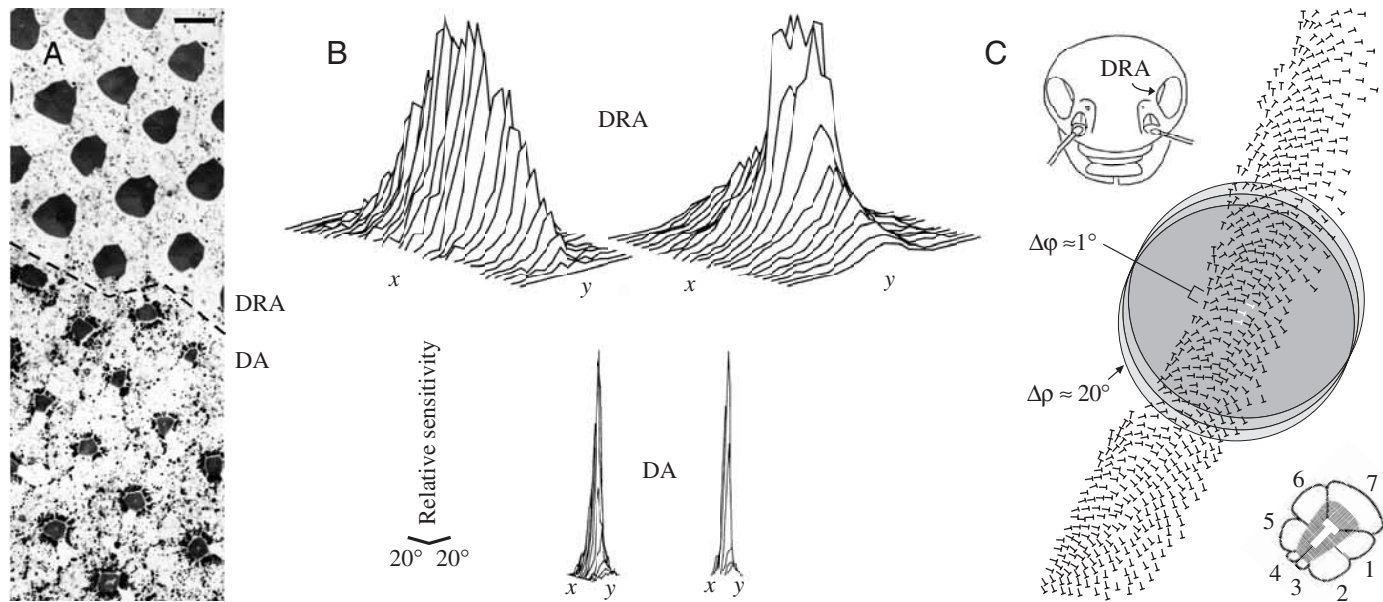 A
DRA
DA
B
DRA
x
y
x
y
Relative sensitivity
20° 20°
DA
x y
x y
C
DRA
Δφ ≈ 1°
Δρ ≈ 20°
6
7
5
4
3
2
1